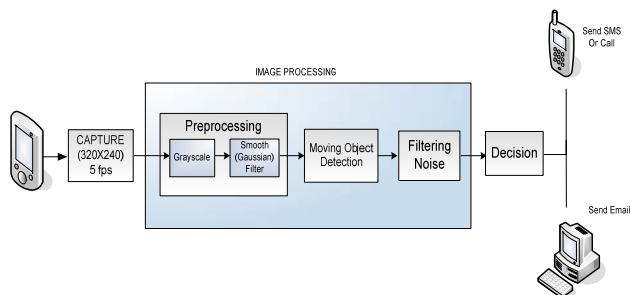 Send SMS
Or Call
IMAGE PROCESSING
CAPTURE
(320X240)
5 fps
Preprocessing
Grayscale
Smooth
(Gaussian)
Filter
Moving Object
Detection
Filtering
Noise
Decision
Send Email